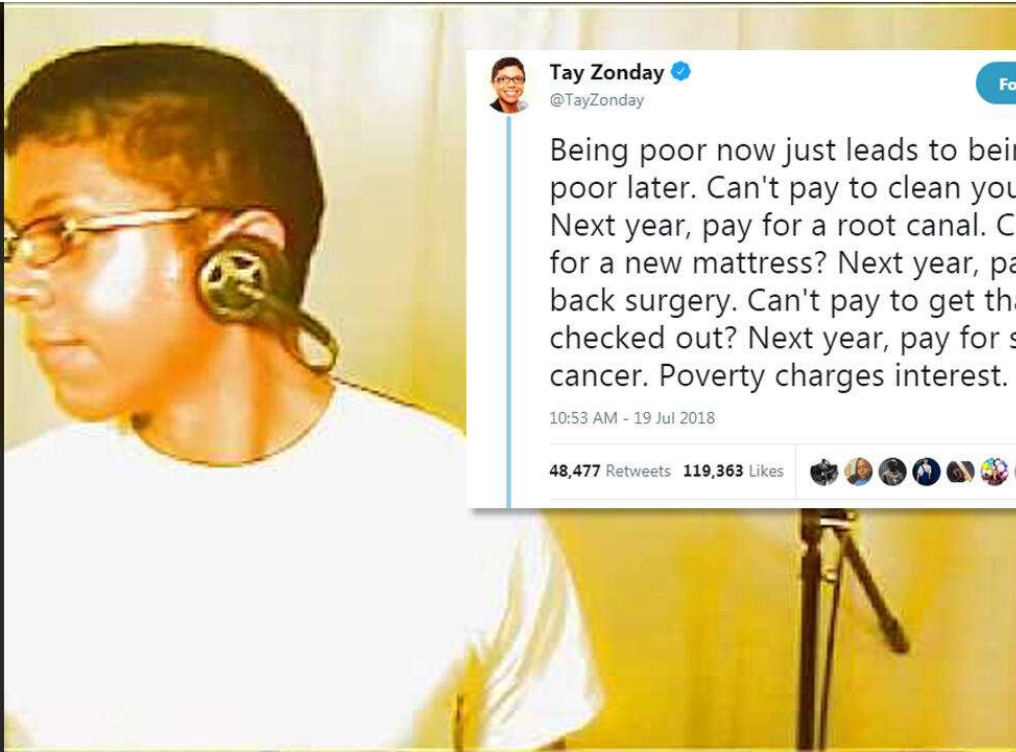 Tay Zonday
@TayZonday
Being poor now just leads to
poor later. Can't pay to clean
Next year, pay for a root canal.
for a new mattress? Next year,
back surgery. Can't pay to get
checked out? Next year, pay for
cancer. Poverty charges interest.
10:53 AM - 19 Jul 2018
48,477 Retweets 119,363 Likes